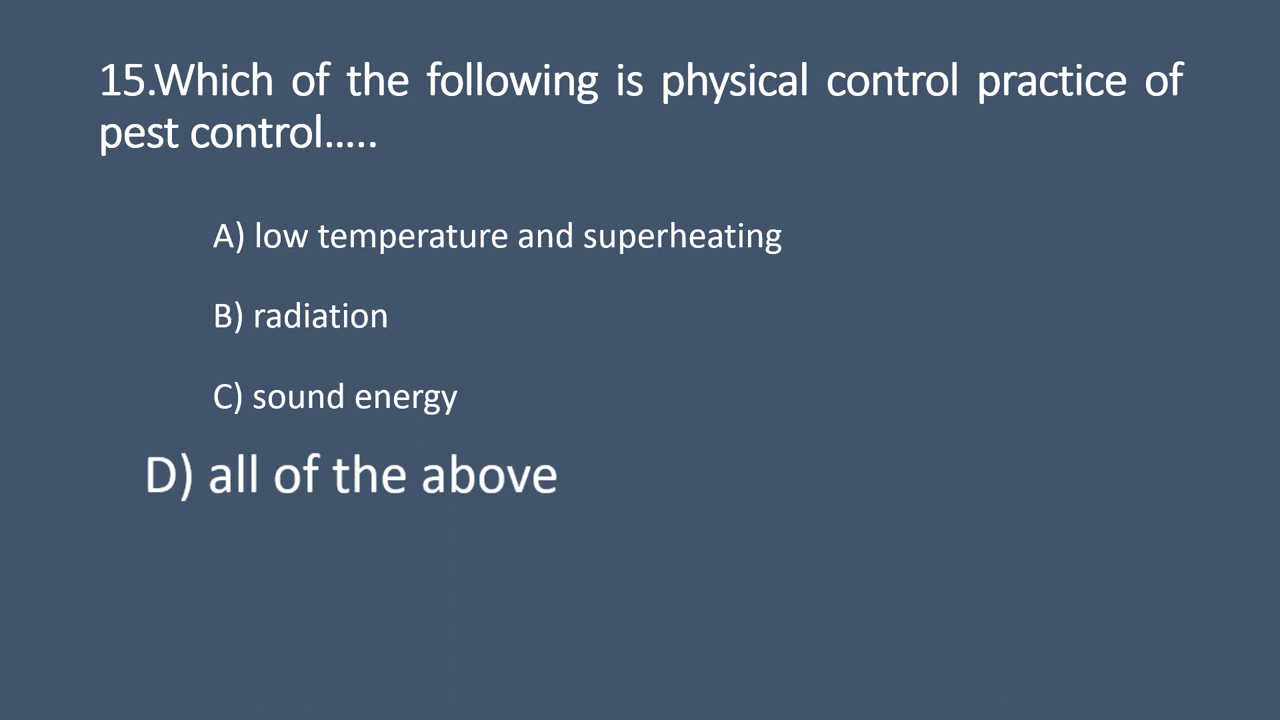 15.Which of the following is physical control practice of
pest control.....
A) low temperature and superheating
B) radiation
C) sound energy
D) all of the above